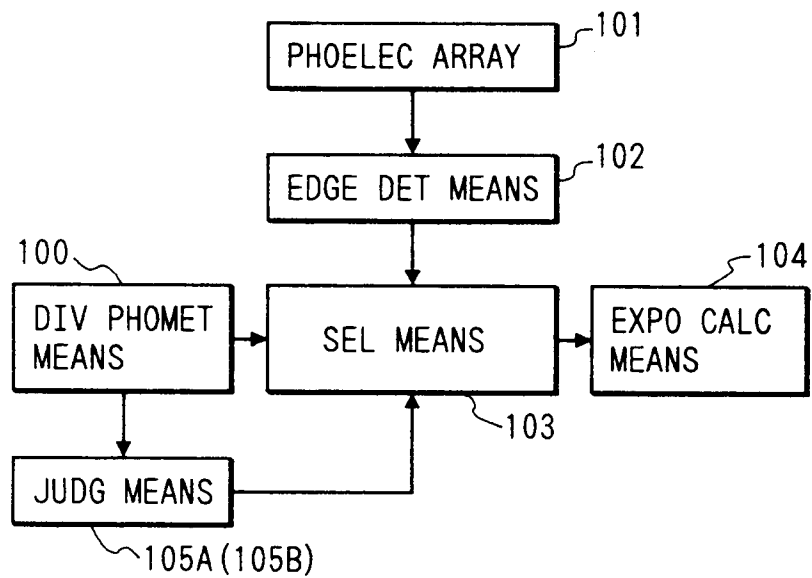 101
PHOELEC ARRAY
102
EDGE DET MEANS
100
DIV PHOMET
MEANS
SEL MEANS
103
104
EXPO CALC
MEANS
JUDG MEANS
105A(105B)